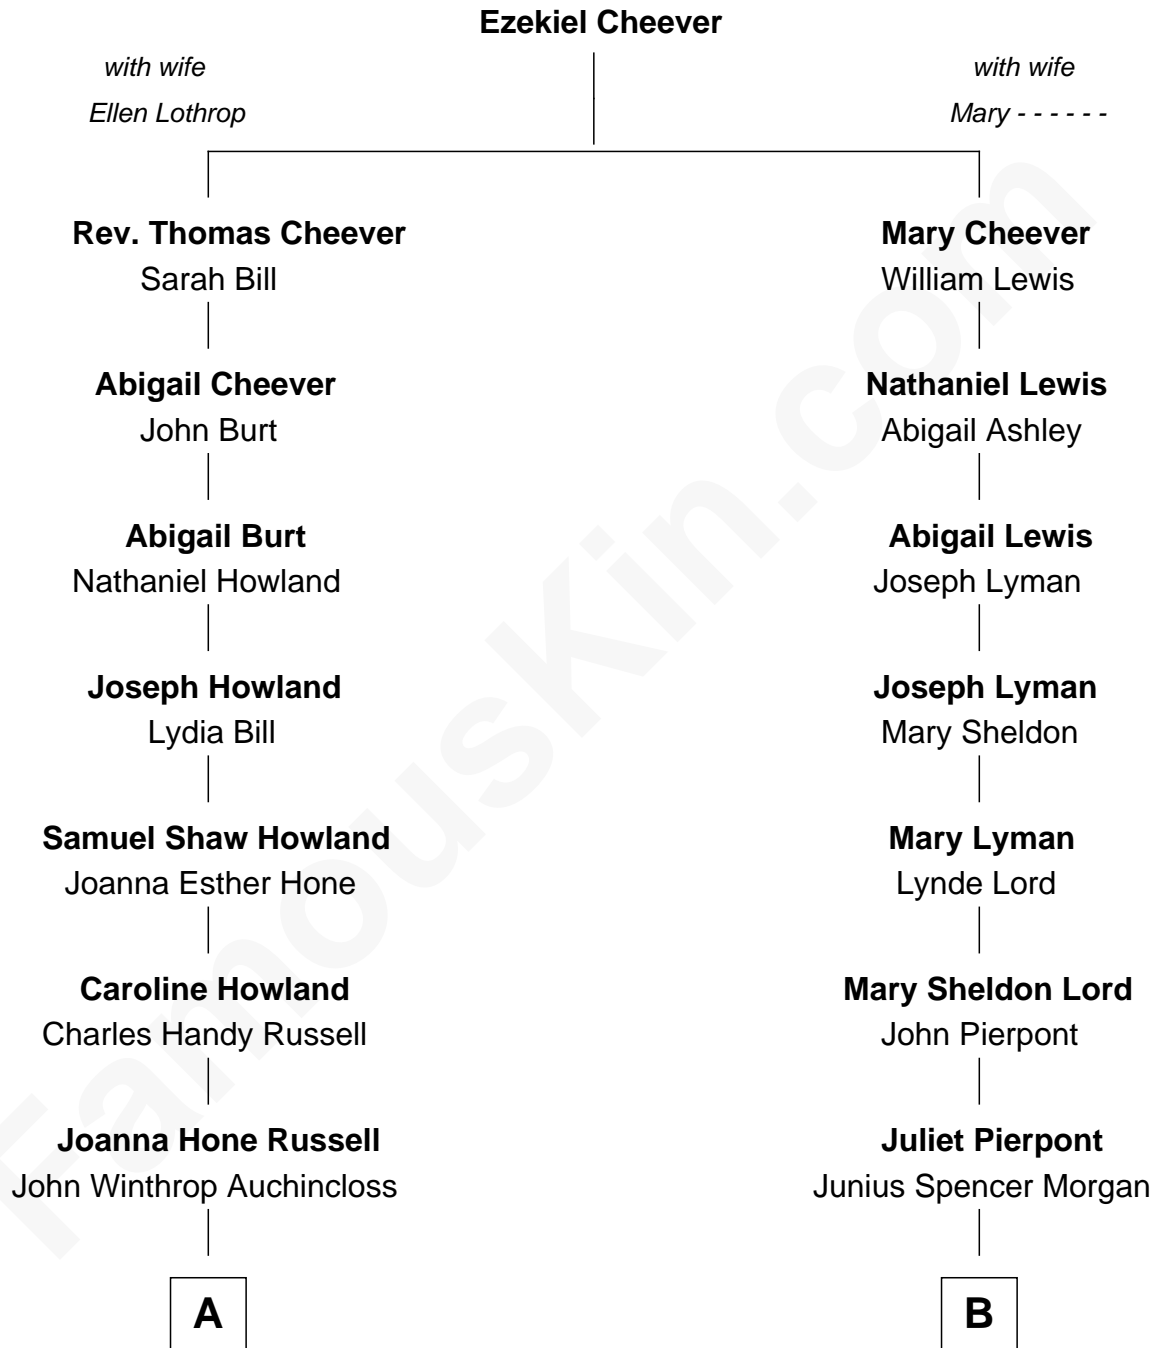 Ezekiel Cheever
with wife
Ellen Lothrop
with wife
Mary - - - - - -
Rev. Thomas Cheever
Sarah Bill
Mary Cheever
William Lewis
Abigail Cheever
John Burt
Nathaniel Lewis
Abigail Ashley
Abigail Burt
Nathaniel Howland
Abigail Lewis
Joseph Lyman
Joseph Howland
Lydia Bill
Joseph Lyman
Mary Sheldon
Samuel Shaw Howland
Joanna Esther Hone
Mary Lyman
Lynde Lord
Caroline Howland
Charles Handy Russell
Mary Sheldon Lord
John Pierpont
Joanna Hone Russell
John Winthrop Auchincloss
Juliet Pierpont
Junius Spencer Morgan
A
B
FamousKin.com